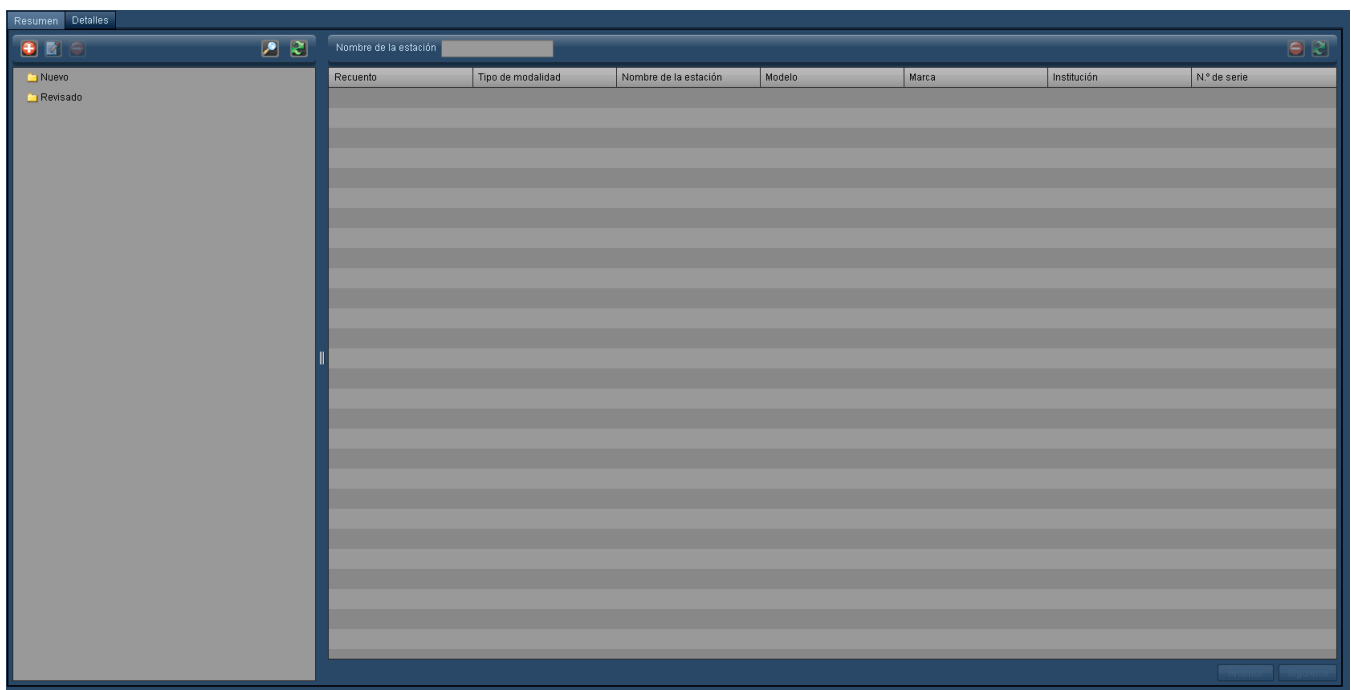 Resumen Detalles
Nombre de la estación
Nuevo
Revisado
Recuento Tipo de modalidad Nombre de la estación Modelo Marca Institución N.º de serie